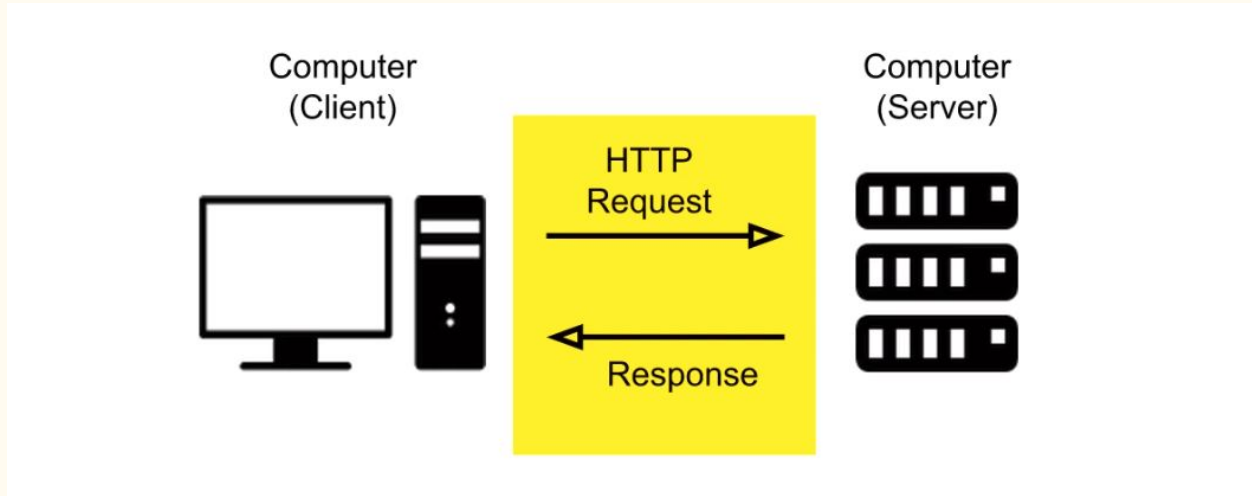 Computer
(Client)
Computer
(Server)
HTTP
Request
Response